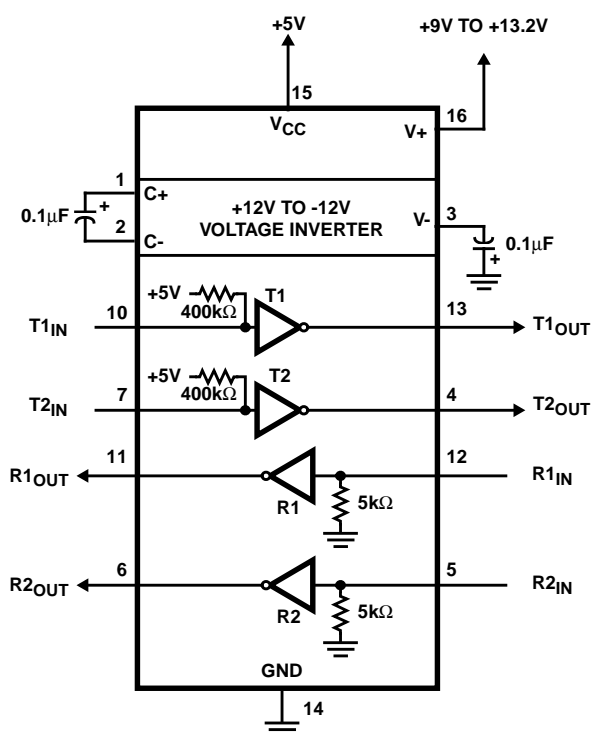 +5V
+9V TO +13.2V
15
16
VCC
V+
1
C+
+
0.1µF
2
C-
+12V TO -12V
VOLTAGE INVERTER
V-
3
0.1µF
+
+5V
T1
10
400kΩ
13
T1IN
T1OUT
+5V
T2
7
400kΩ
4
T2IN
T2OUT
11
12
R1OUT
R1IN
R1
5kΩ
6
5
R2OUT
R2IN
R2
5kΩ
GND
14